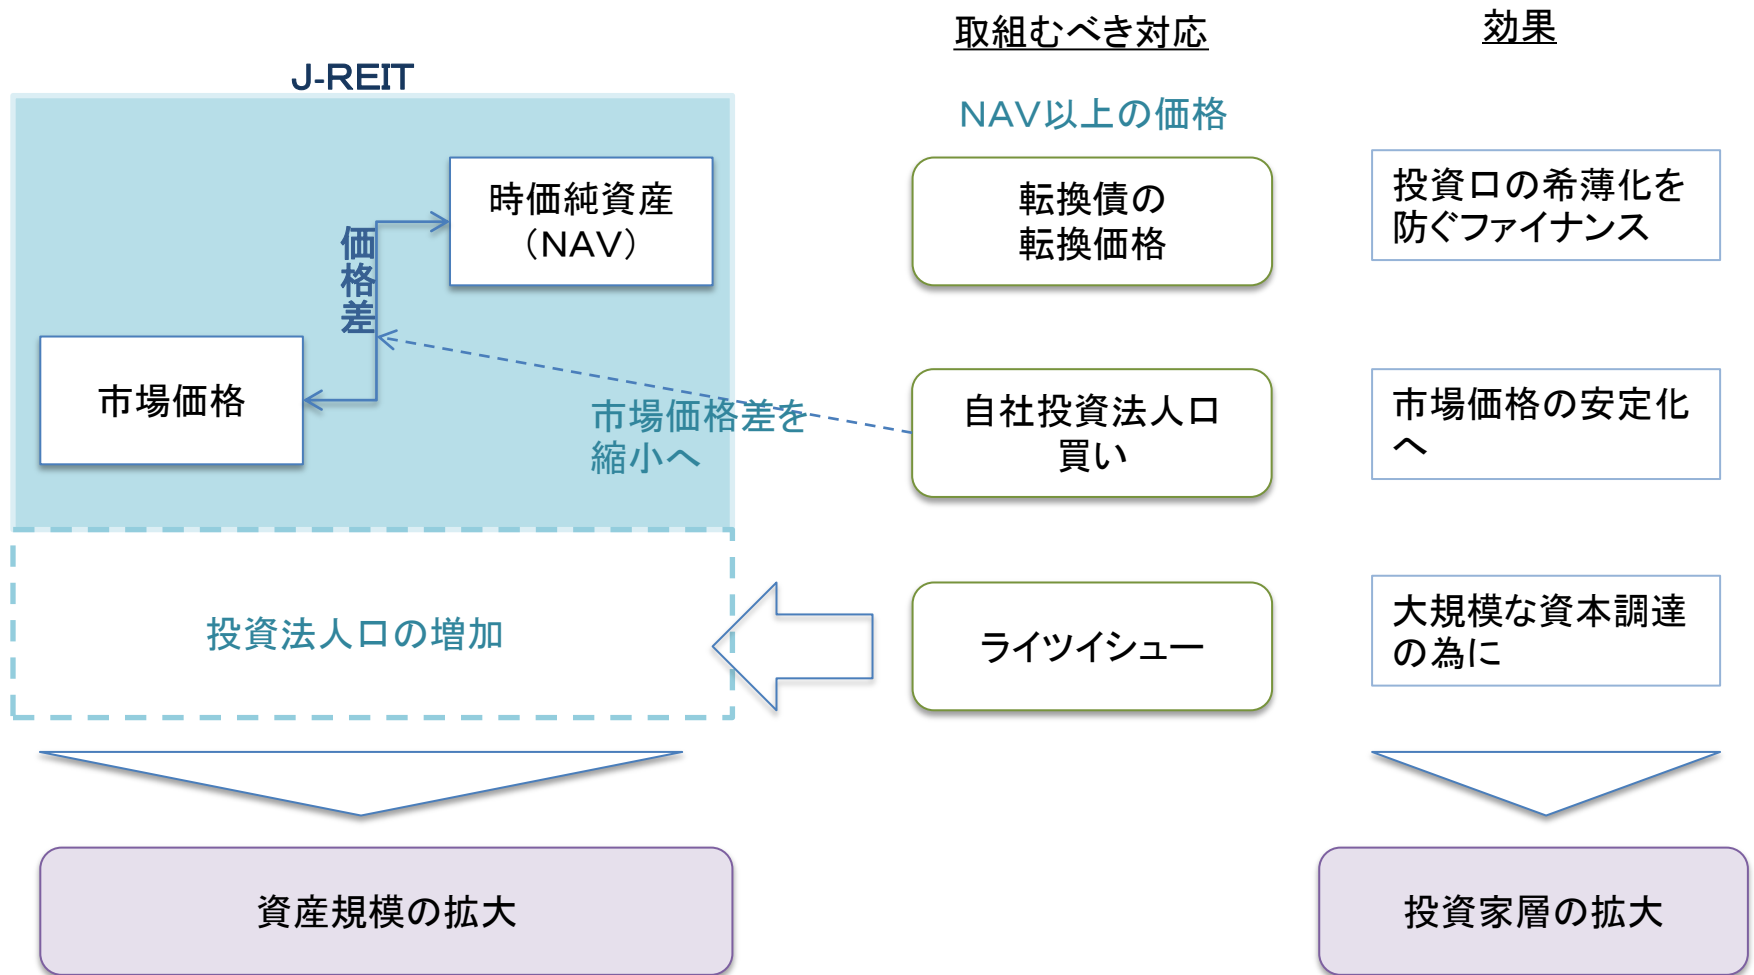 取組むべき対応
効果
J-REIT
NAV以上の価格
時価純資産
（NAV）
価格差
市場価格
市場価格差を
縮小へ
転換債の
転換価格
投資口の希薄化を
防ぐファイナンス
自社投資法人口
買い
市場価格の安定化
へ
投資法人口の増加
ライツイシュー
大規模な資本調達
の為に
資産規模の拡大
投資家層の拡大